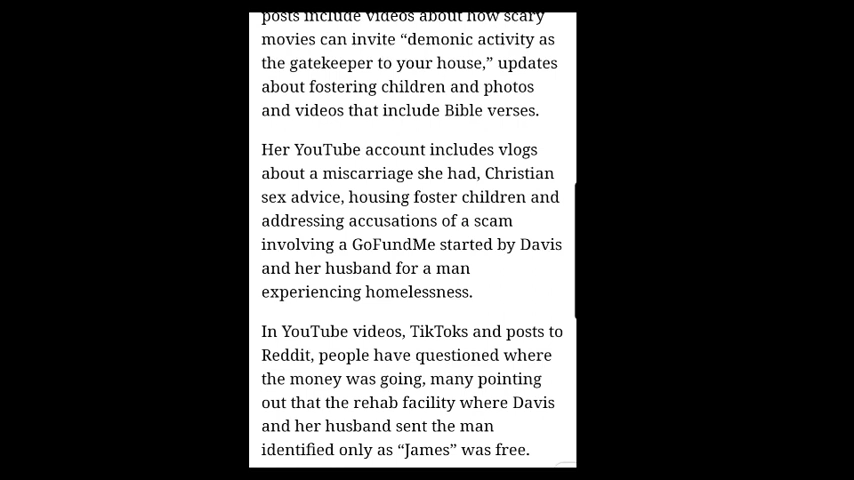 posts include videos about how scary
movies can invite “demonic activity as
the gatekeeper to your house,” updates
about fostering children and photos
and videos that include Bible verses.
Her YouTube account includes vlogs
about a miscarriage she had, Christian
sex advice, housing foster children and
addressing accusations of a scam
involving a GoFundMe started by Davis
and her husband for a man
experiencing homelessness.
In YouTube videos, TikToks and posts to
Reddit, people have questioned where
the money was going, many pointing
out that the rehab facility where Davis
and her husband sent the man
identified only as “James” was free.